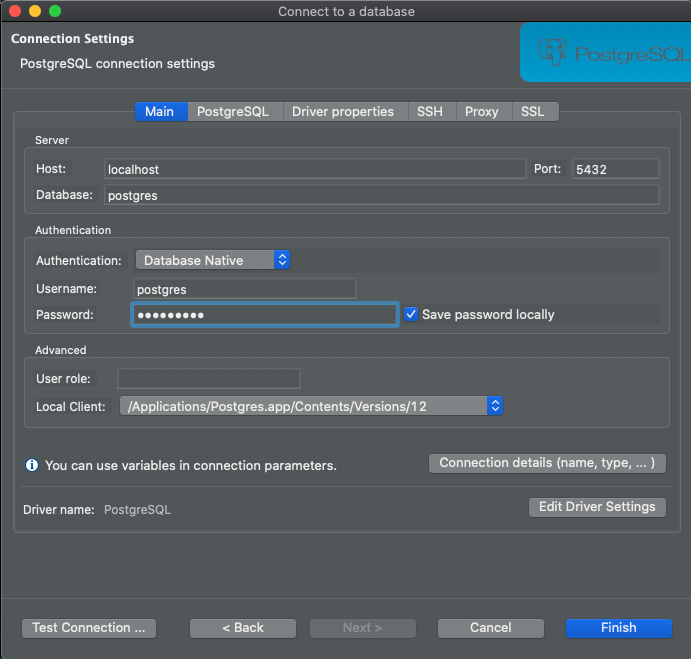 Connect to a database
Connection Settings
PostgreSQL connection settings
PostgreSQL
Main PostgreSQL Driver properties SSH Proxy SSL
Server
Host: localhost Port: 5432
Database: postgres
Authentication
Authentication: Database Native
Username: postgres
Password: ●●●●●●●●● Save password locally
Advanced
User role:
Local Client: /Applications/Postgres.app/Contents/Versions/12
You can use variables in connection parameters. Connection details (name, type, ... )
Driver name: PostgreSQL Edit Driver Settings
Test Connection ... < Back Next > Cancel Finish